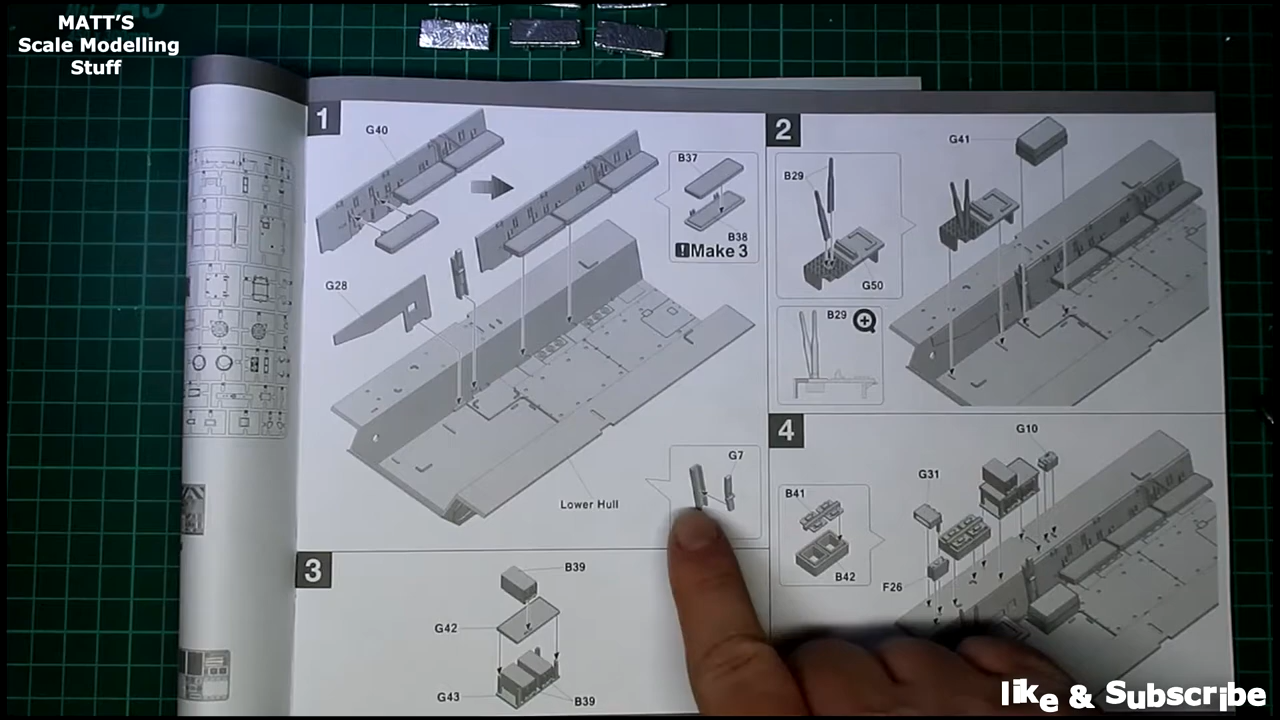 MATT'S
Scale Modelling
Stuff
1
G40
B37
B38
!Make 3
G28
G7
Lower Hull
2
G41
B29
G50
B29
3
B39
G42
G43
B39
4
G10
G31
B41
B42
F26
like & Subscribe